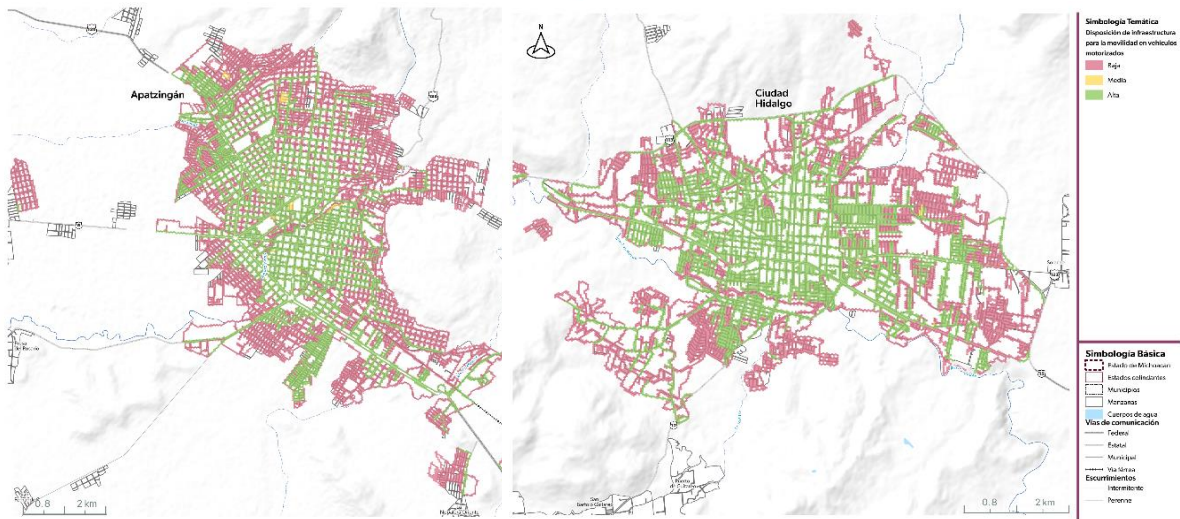 Apatzingán
0.8
2 km
N
Ciudad
Hidalgo
0.8
2 km
Simbología Temática
Disposición de infraestructura
para la movilidad en vehículos
motorizados
Baja
Media
Alta
Simbología Básica
Estado de Michoacán
Estados colindantes
Municipios
Manzanas
Cuerpos de agua
Vías de comunicación
Federal
Estatal
Municipal
Vía férrea
Escurrimientos
Intermitente
Perenne